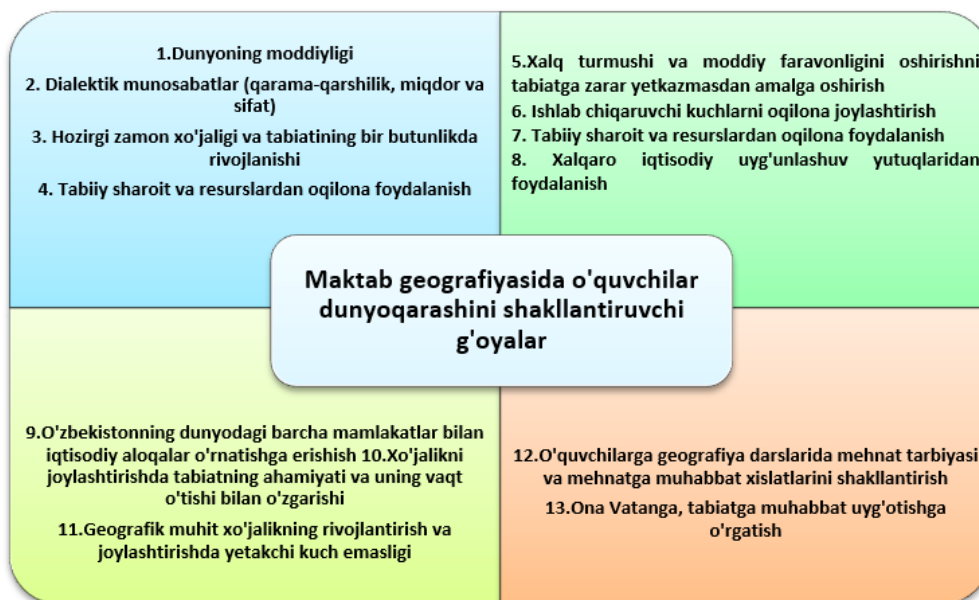 1.Dunyoning moddiyligi
2. Dialektik munosabatlar (qarama-qarshilik, miqdor va
sifat)
3. Hozirgi zamon xo'jaligi va tabiatining bir butunlikda
rivojlanishi
4. Tabiiy sharoit va resurslardan oqilona foydalanish
5.Xalq turmushi va moddiy faravonligini oshirishni
tabiatga zarar yetkazmasdan amalga oshirish
6. Ishlab chiqaruvchi kuchlarni oqilona joylashtirish
7. Tabiiy sharoit va resurslardan oqilona foydalanish
8. Xalqaro iqtisodiy uyg'unlashuv yutuqlaridan
foydalanish
Maktab geografiyasida o'quvchilar
dunyoqarashini shakllantiruvchi
g'oyalar
9.O'zbekistonning dunyodagi barcha mamlakatlar bilan
iqtisodiy aloqalar o'rnatishga erishish 10.Xo'jalikni
joylashtirishda tabiatning ahamiyati va uning vaqt
o'tishi bilan o'zgarishi
11.Geografik muhit xo'jalikning rivojlantirish va
joylashtirishda yetakchi kuch emasligi
12.O'quvchilarga geografiya darslarida mehnat tarbiyasi
va mehnatga muhabbat xislatlarini shakllantirish
13.Ona Vatanga, tabiatga muhabbat uyg'otishga
o'rgatish